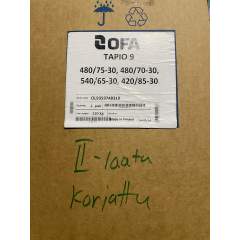 OFA
TAPIO 9
480/75-30, 480/70-30,
540/65-30, 420/85-30
II-laatu
korjattu